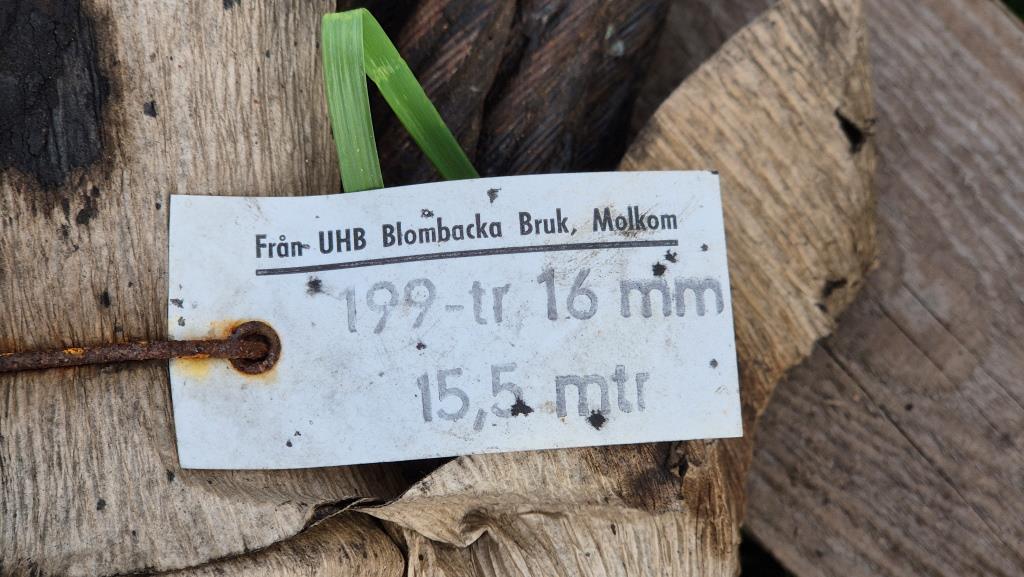 Från UHB Blombacka Bruk, Molkom
199-tr 16 mm
15,5 mtr